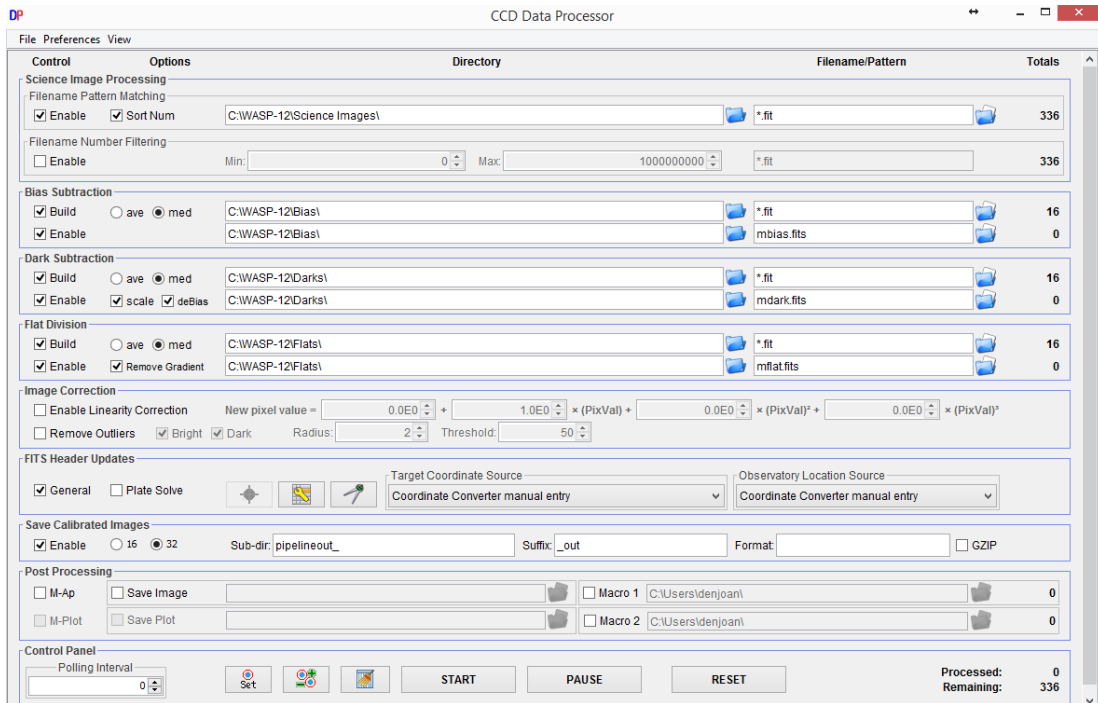 DP CCD Data Processor
File Preferences View
Control Options Directory Filename/Pattern Totals
Science Image Processing
Filename Pattern Matching
Enable Sort Num C:\WASP-12\Science Images\ *.fit 336
Filename Number Filtering
Enable Min: 0 Max: 1000000000 *.fit 336
Bias Subtraction
Build ave med C:\WASP-12\Bias\ *.fit 16
Enable C:\WASP-12\Bias\ mbias.fits 0
Dark Subtraction
Build ave med C:\WASP-12\Darks\ *.fit 16
Enable scale deBias C:\WASP-12\Darks\ mdark.fits 0
Flat Division
Build ave med C:\WASP-12\Flats\ *.fit 16
Enable Remove Gradient C:\WASP-12\Flats\ mflat.fits 0
Image Correction
Enable Linearity Correction New pixel value = 0.0E0 + 1.0E0 × (PixVal) + 0.0E0 × (PixVal)² + 0.0E0 × (PixVal)³
Remove Outliers Bright Dark Radius: 2 Threshold: 50
FITS Header Updates
Target Coordinate Source Observatory Location Source
General Plate Solve Coordinate Converter manual entry Coordinate Converter manual entry
Save Calibrated Images
Enable 16 32 Sub-dir: pipelineout_ Suffix: _out Format: GZIP
Post Processing
M-Ap Save Image Macro 1 C:\Users\denjoan\ 0
M-Plot Save Plot Macro 2 C:\Users\denjoan\ 0
Control Panel
Polling Interval
0 Set START PAUSE RESET
Processed: 0
Remaining: 336